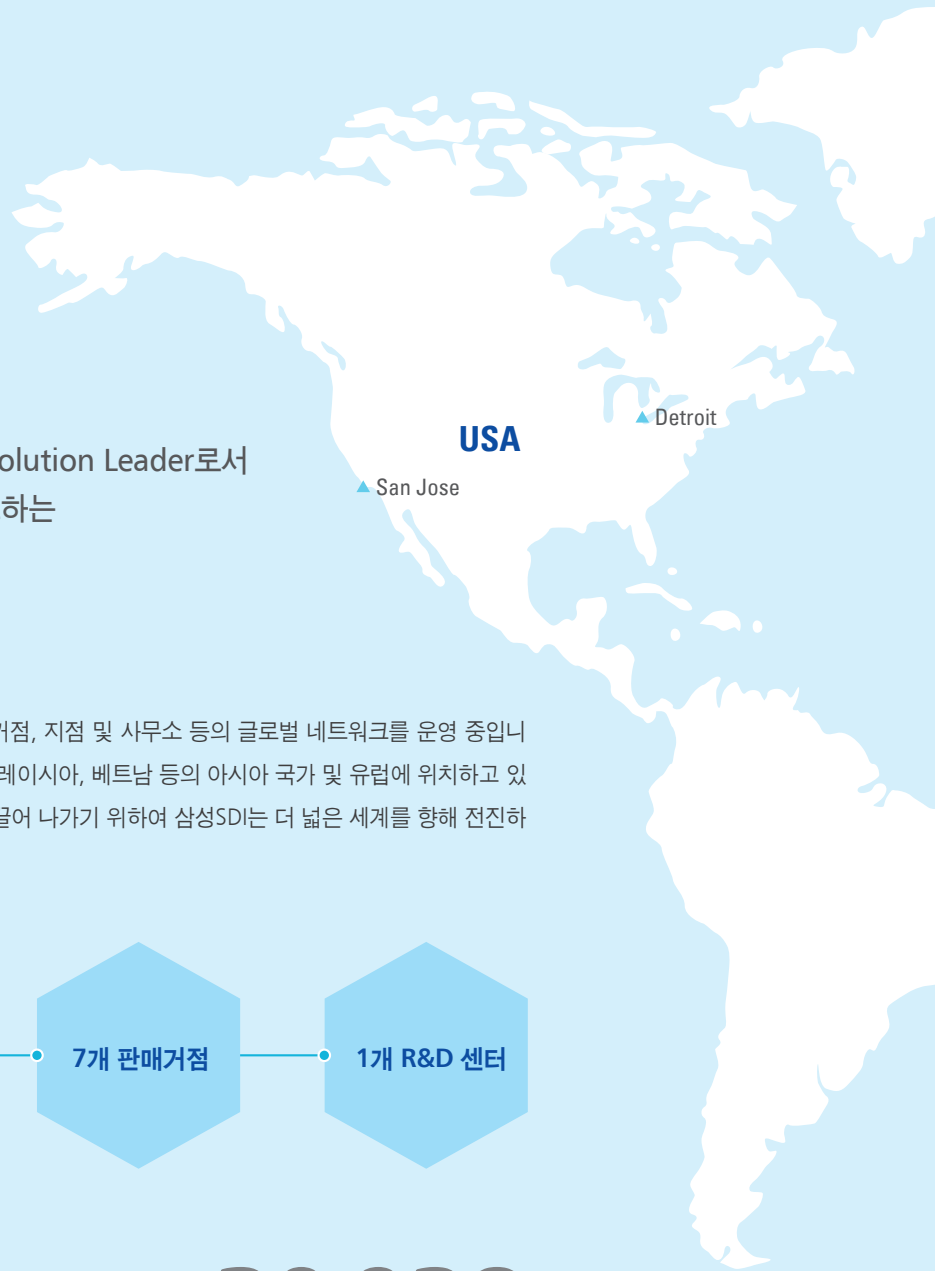 USA
Detroit
San Jose
olution Leader로서
하는
거점, 지점 및 사무소 등의 글로벌 네트워크를 운영 중입니
레이시아, 베트남 등의 아시아 국가 및 유럽에 위치하고 있
끌어 나가기 위하여 삼성SDI는 더 넓은 세계를 향해 전진하
7개 판매거점
1개 R&D 센터